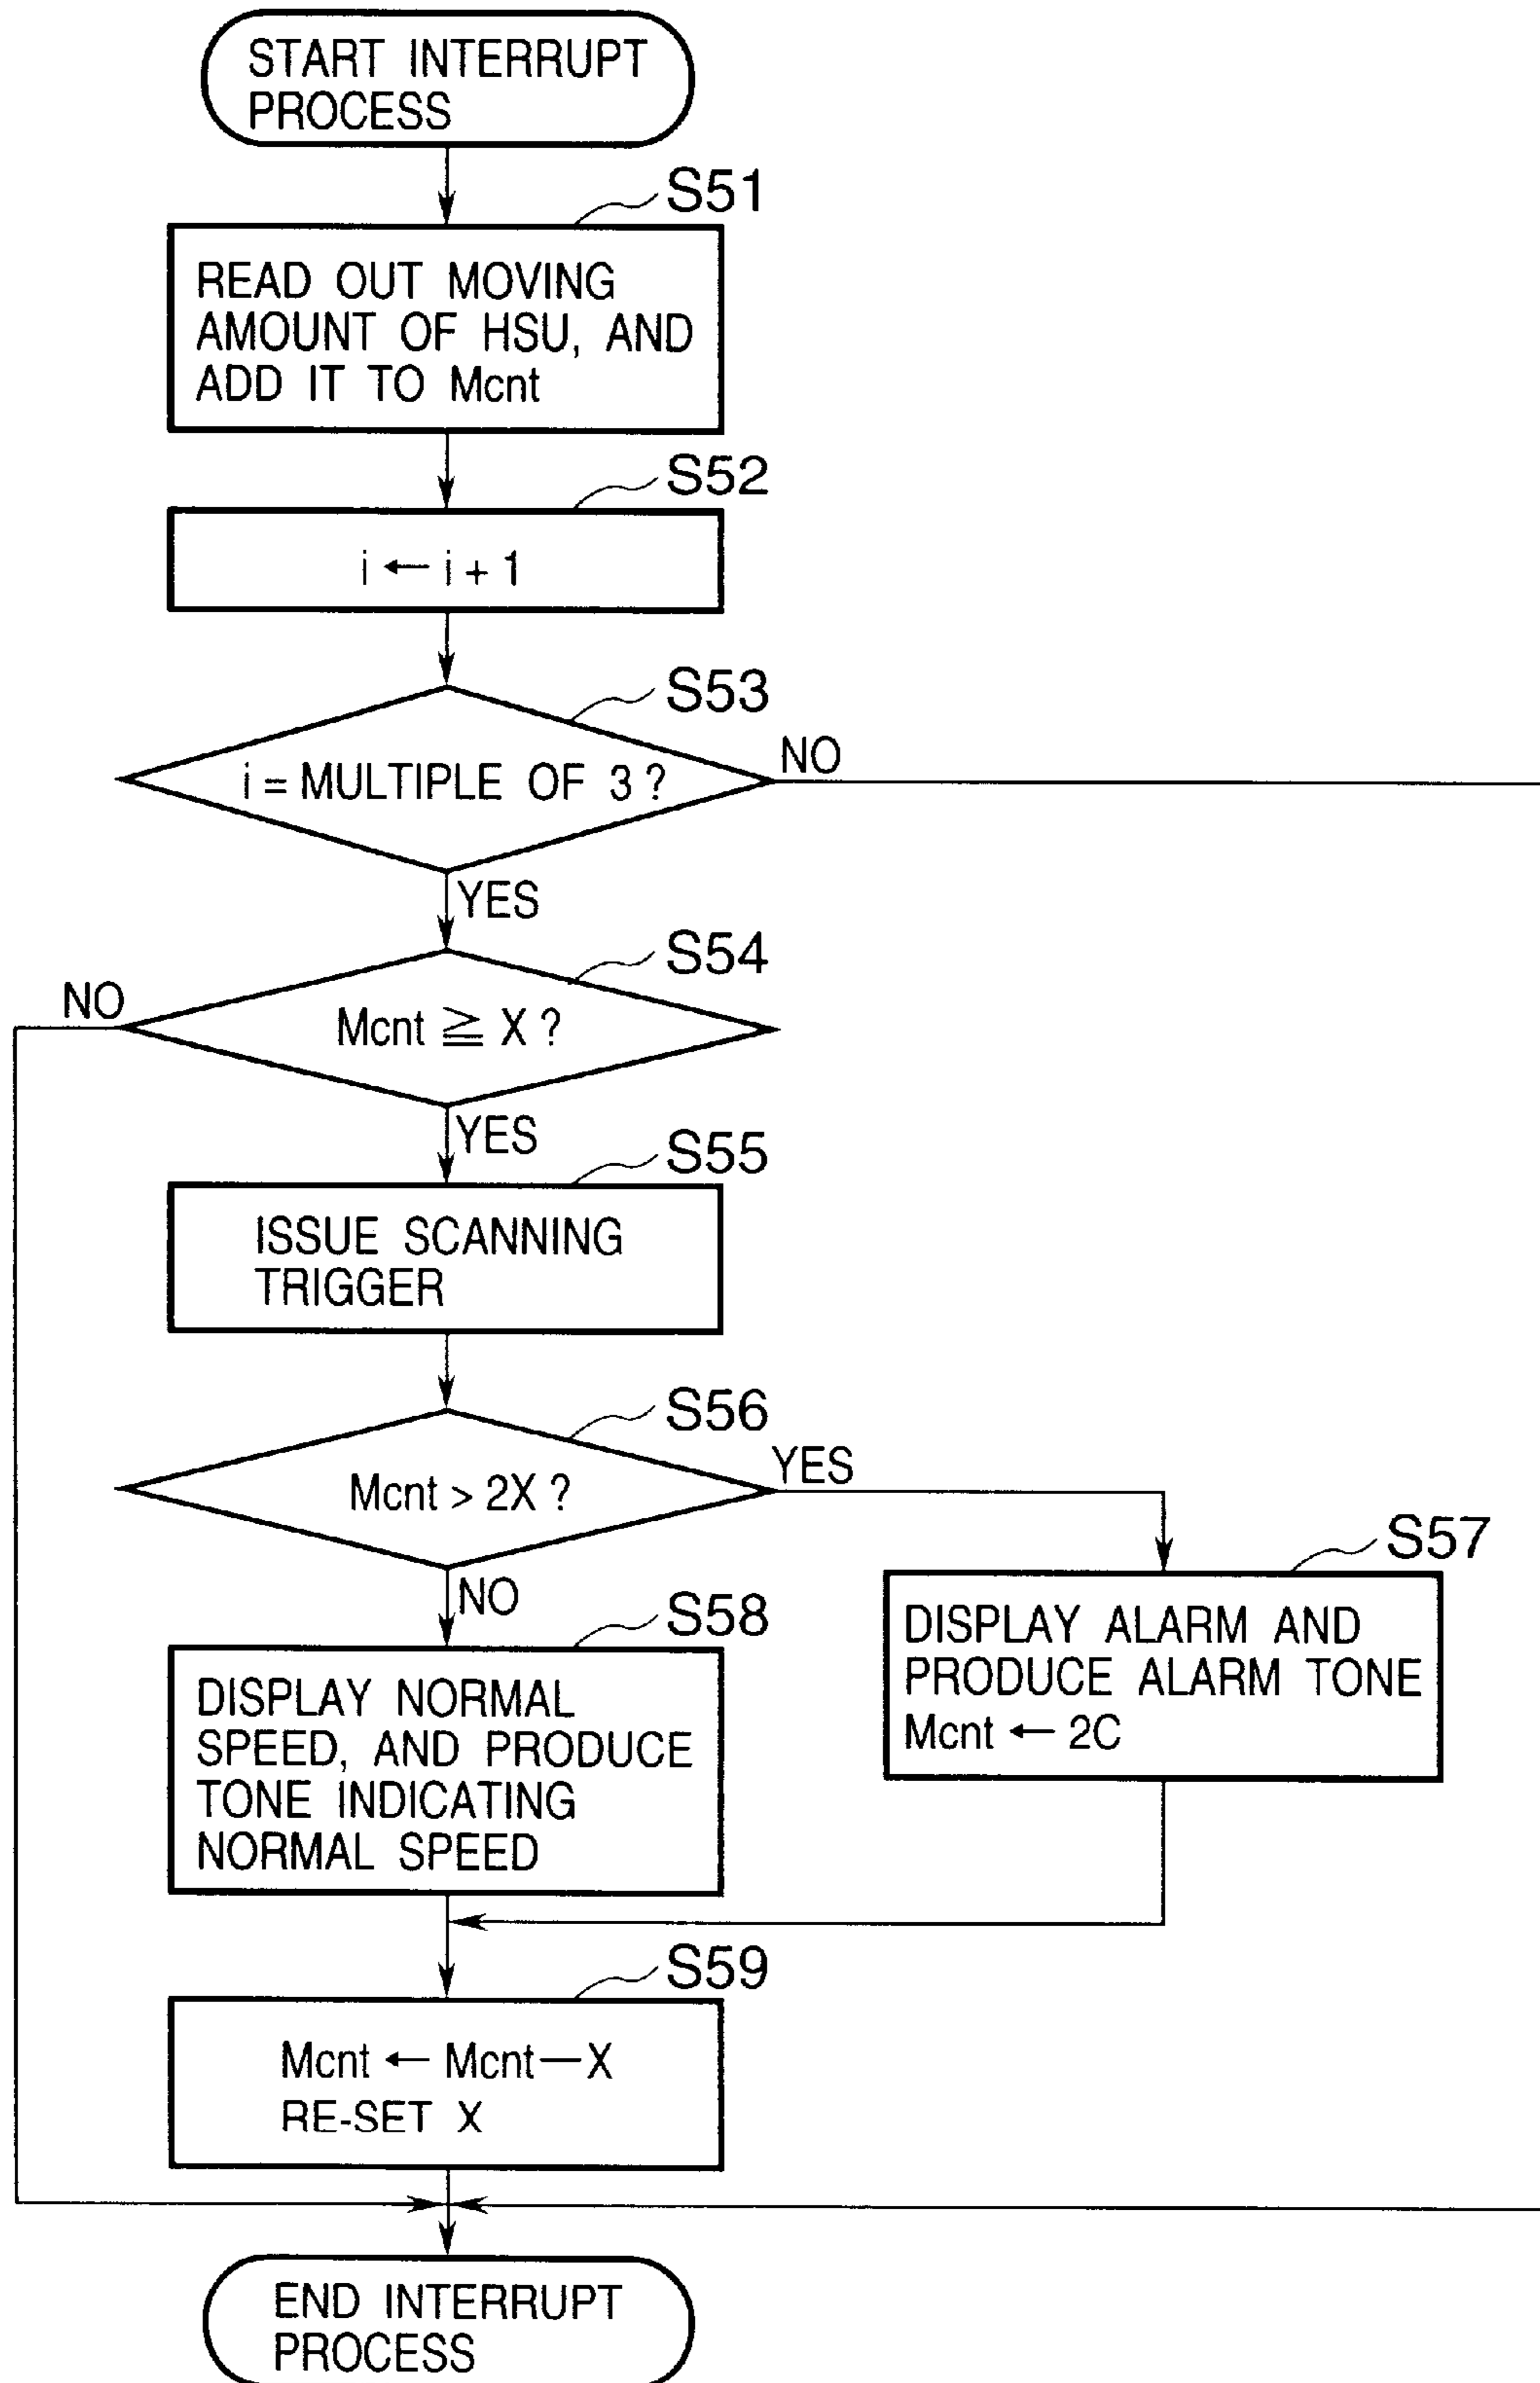 START INTERRUPT
PROCESS
S51
READ OUT MOVING
AMOUNT OF HSU, AND
ADD IT TO Mcnt
S52
i ← i + 1
S53
i = MULTIPLE OF 3 ?
NO
YES
S54
NO
Mcnt ≧ X ?
YES
S55
ISSUE SCANNING
TRIGGER
S56
Mcnt > 2X ?
YES
NO
S57
DISPLAY ALARM AND
PRODUCE ALARM TONE
Mcnt ← 2C
S58
DISPLAY NORMAL
SPEED, AND PRODUCE
TONE INDICATING
NORMAL SPEED
S59
Mcnt ← Mcnt — X
RE-SET X
END INTERRUPT
PROCESS